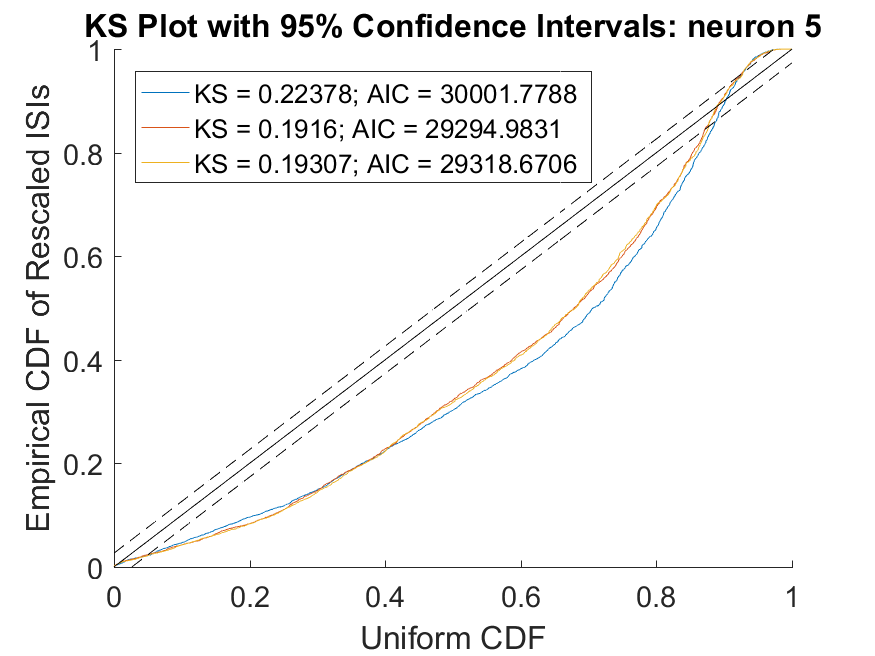 KS Plot with 95% Confidence Intervals: neuron 5
KS = 0.22378; AIC = 30001.7788
KS = 0.1916; AIC = 29294.9831
KS = 0.19307; AIC = 29318.6706
Empirical CDF of Rescaled ISIs
1
0.8
0.6
0.4
0.2
0
0 0.2 0.4 0.6 0.8 1
Uniform CDF